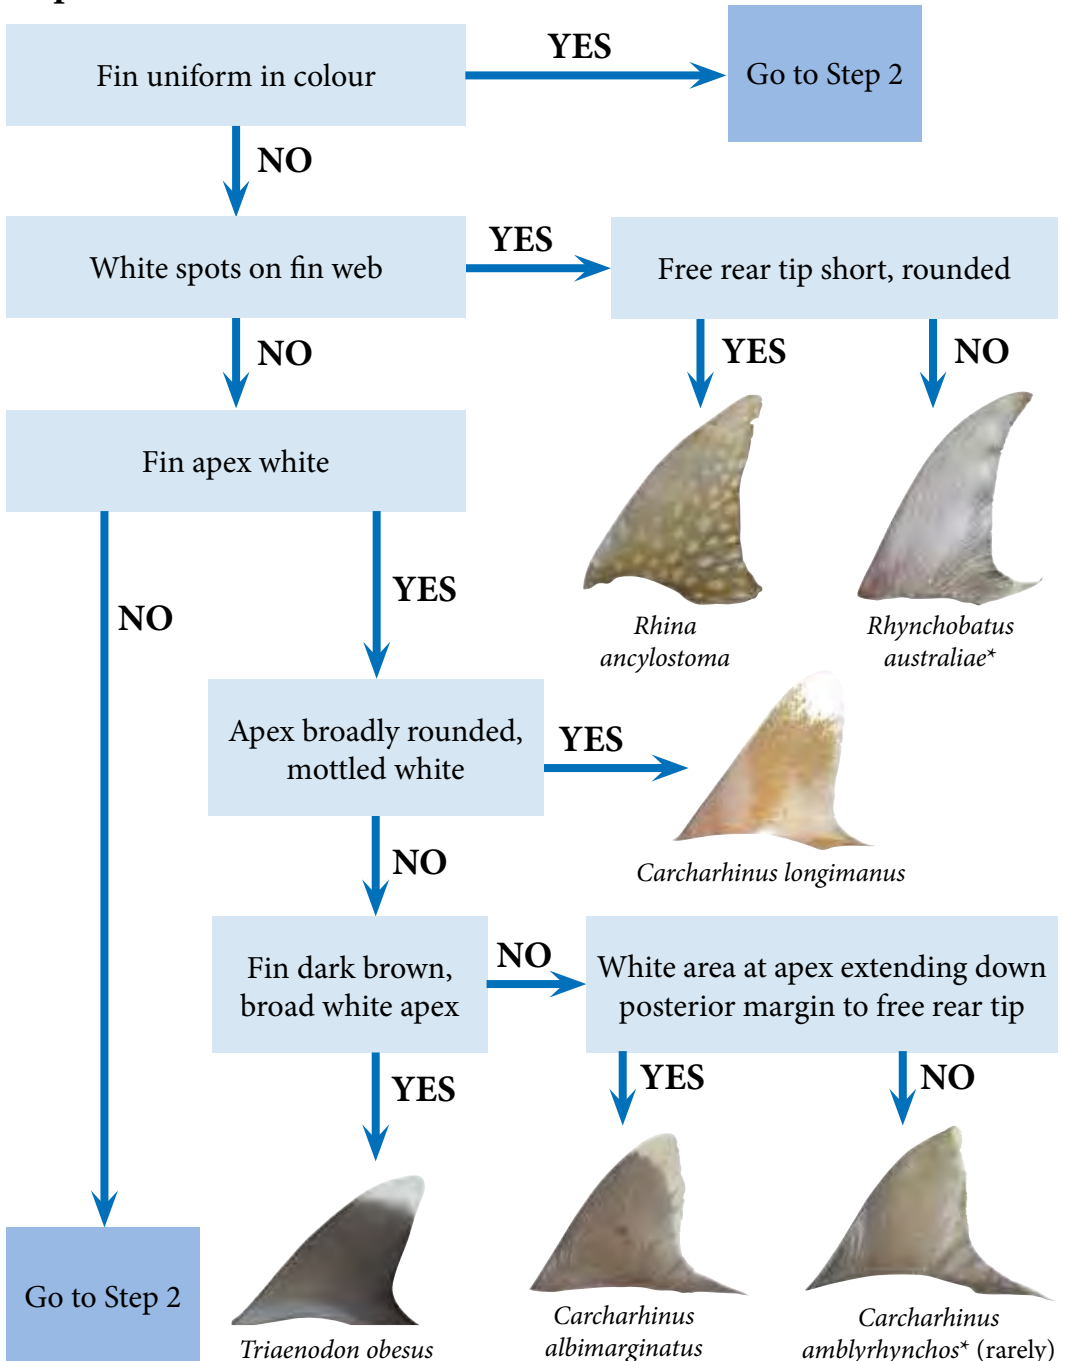 Fin uniform in colour
YES
Go to Step 2
NO
White spots on fin web
YES
Free rear tip short, rounded
NO
YES
NO
Fin apex white
Rhina
ancylostoma
Rhynchobatus
australiae*
NO
YES
Apex broadly rounded,
mottled white
YES
Carcharhinus longimanus
NO
Fin dark brown,
broad white apex
NO
White area at apex extending down
posterior margin to free rear tip
YES
YES
NO
Go to Step 2
Triaenodon obesus
Carcharhinus
albimarginatus
Carcharhinus
amblyrhynchos* (rarely)